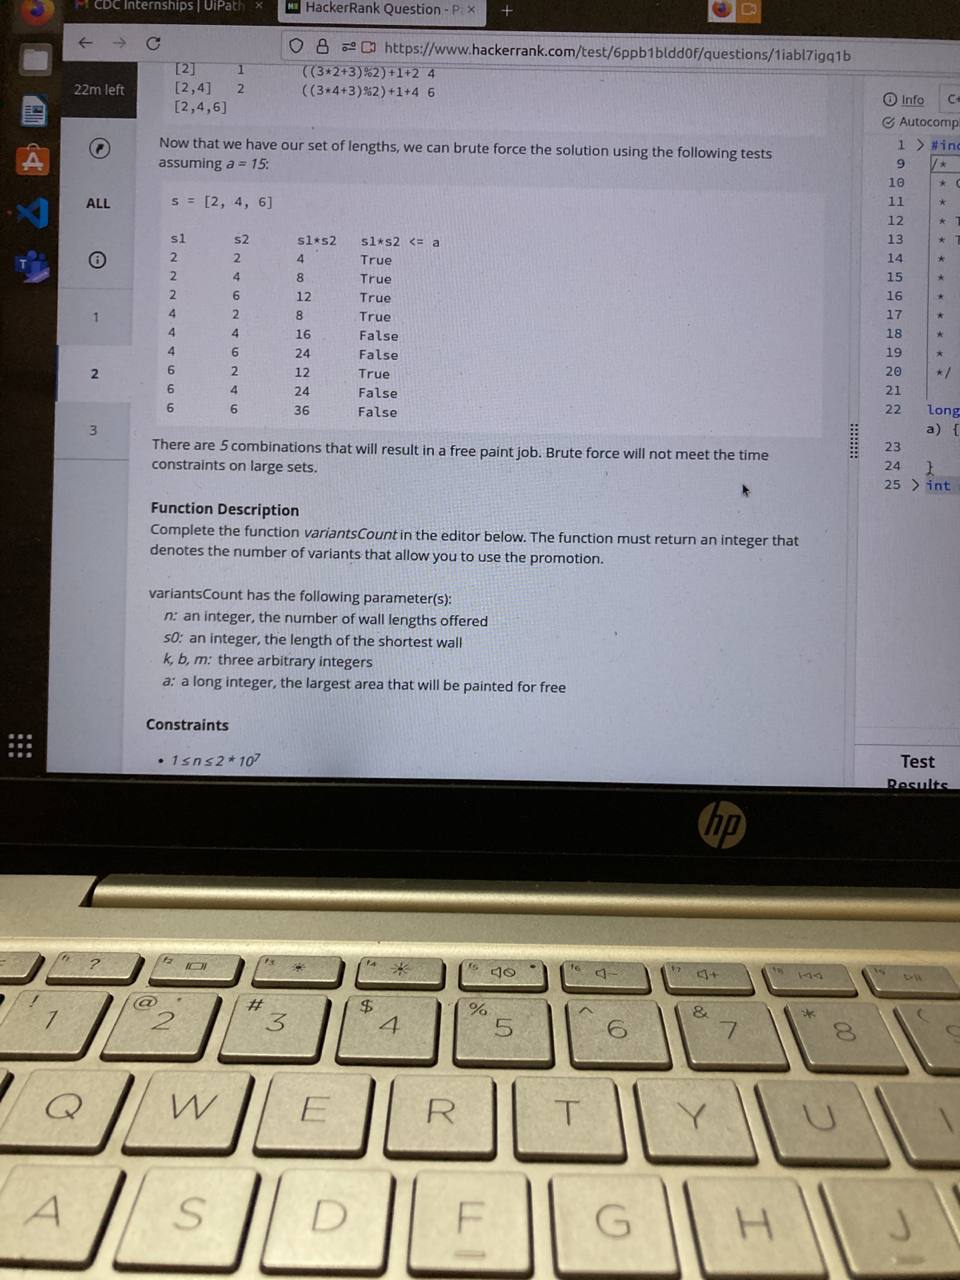 CDC Internships | UiPath ×
HackerRank Question - P ×
+
https://www.hackerrank.com/test/6ppb1bldd0f/questions/1iabl7igq1b
22m left
ALL
1
2
3
[2] 1 ((3*2+3)%2)+1+2 4
[2,4] 2 ((3*4+3)%2)+1+4 6
[2,4,6]
Now that we have our set of lengths, we can brute force the solution using the following tests
assuming a = 15:
s = [2, 4, 6]
s1 s2 s1*s2 s1*s2 <= a
2 2 4 True
2 4 8 True
2 6 12 True
4 2 8 True
4 4 16 False
4 6 24 False
6 2 12 True
6 4 24 False
6 6 36 False
There are 5 combinations that will result in a free paint job. Brute force will not meet the time
constraints on large sets.
Function Description
Complete the function variantsCount in the editor below. The function must return an integer that
denotes the number of variants that allow you to use the promotion.
variantsCount has the following parameter(s):
n: an integer, the number of wall lengths offered
s0: an integer, the length of the shortest wall
k, b, m: three arbitrary integers
a: a long integer, the largest area that will be painted for free
Constraints
• 1 ≤ n ≤ 2 * 10⁷
Info
Autocomp
1 > #inc
9 /*
10 * C
11 *
12 * T
13 * T
14 *
15 *
16 *
17 *
18 *
19 *
20 */
21
22 long
a) {
23
24 }
25 > int
Test
Results
hp
f1 ? f2 f3 f4 f5 f6 f7 f8 f9
! 1 @ 2 # 3 $ 4 % 5 ^ 6 & 7 * 8 (
Q W E R T Y U I
A S D F G H J